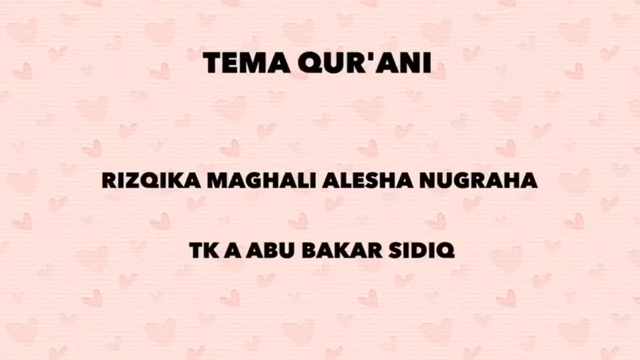 TEMA QUR'ANI
RIZQIKA MAGHALI ALESHA NUGRAHA
TK A ABU BAKAR SIDIQ